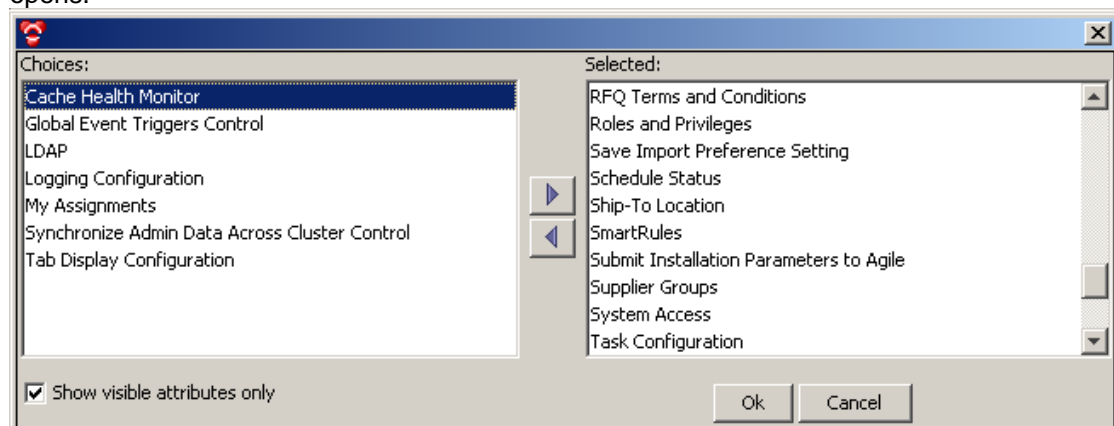 opens.
Choices:
Cache Health Monitor
Global Event Triggers Control
LDAP
Logging Configuration
My Assignments
Synchronize Admin Data Across Cluster Control
Tab Display Configuration
Selected:
RFQ Terms and Conditions
Roles and Privileges
Save Import Preference Setting
Schedule Status
Ship-To Location
SmartRules
Submit Installation Parameters to Agile
Supplier Groups
System Access
Task Configuration
Show visible attributes only
Ok
Cancel